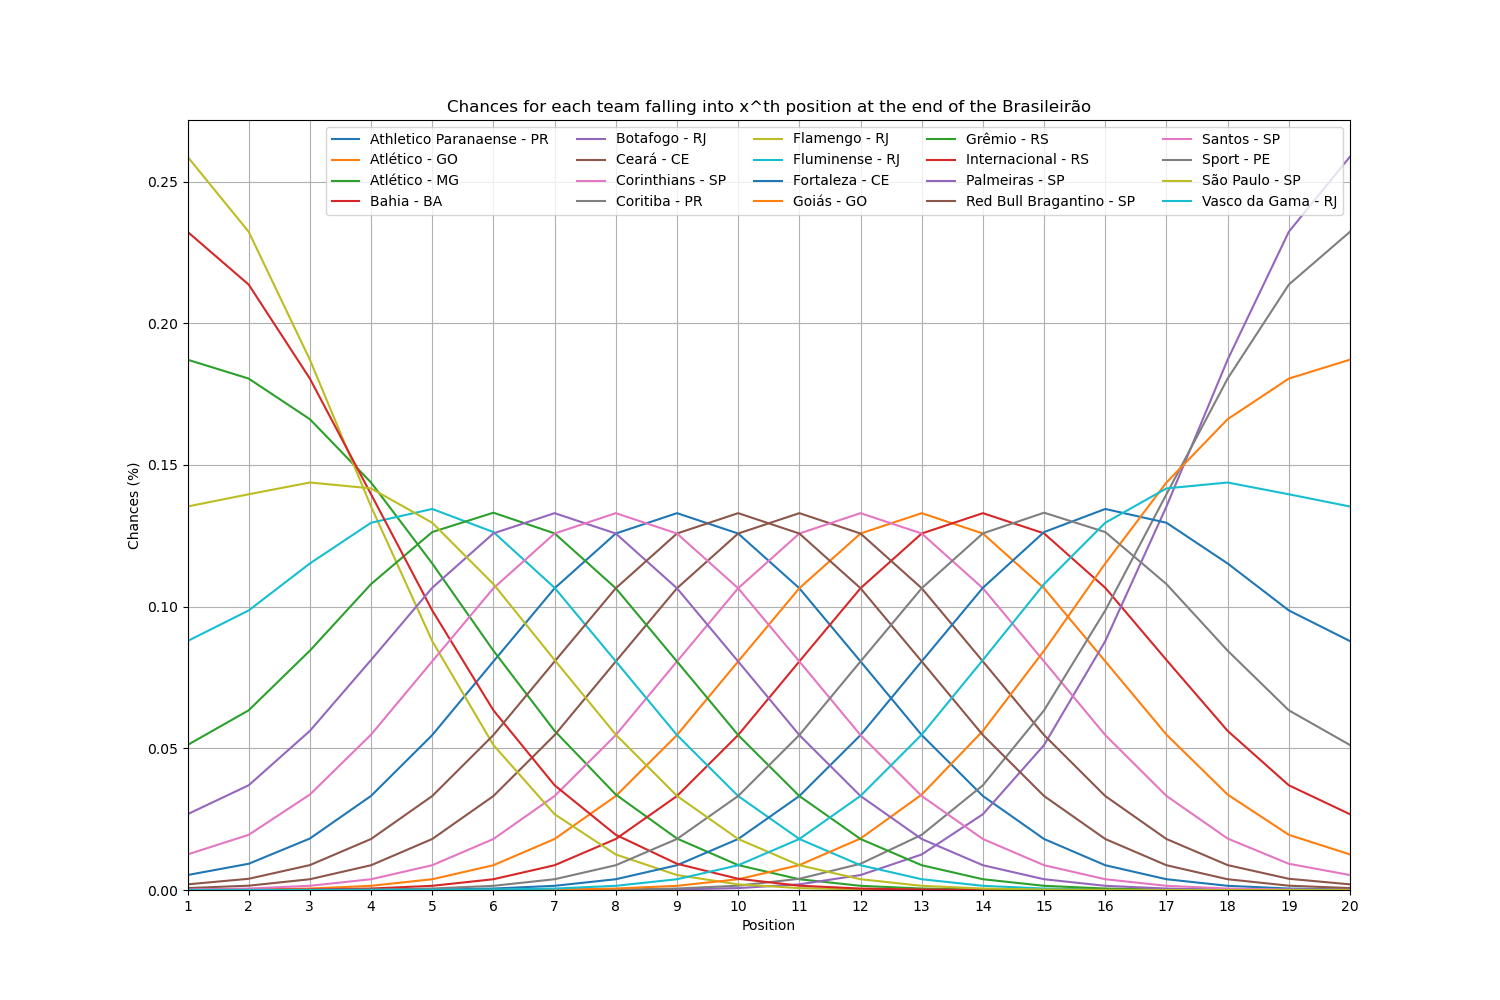 Chances for each team falling into x^th position at the end of the Brasileirão
Athletico Paranaense - PR
Atlético - GO
Atlético - MG
Bahia - BA
Botafogo - RJ
Ceará - CE
Corinthians - SP
Coritiba - PR
Flamengo - RJ
Fluminense - RJ
Fortaleza - CE
Goiás - GO
Grêmio - RS
Internacional - RS
Palmeiras - SP
Red Bull Bragantino - SP
Santos - SP
Sport - PE
São Paulo - SP
Vasco da Gama - RJ
Chances (%)
0.25
0.20
0.15
0.10
0.05
0.00
1 2 3 4 5 6 7 8 9 10 11 12 13 14 15 16 17 18 19 20
Position